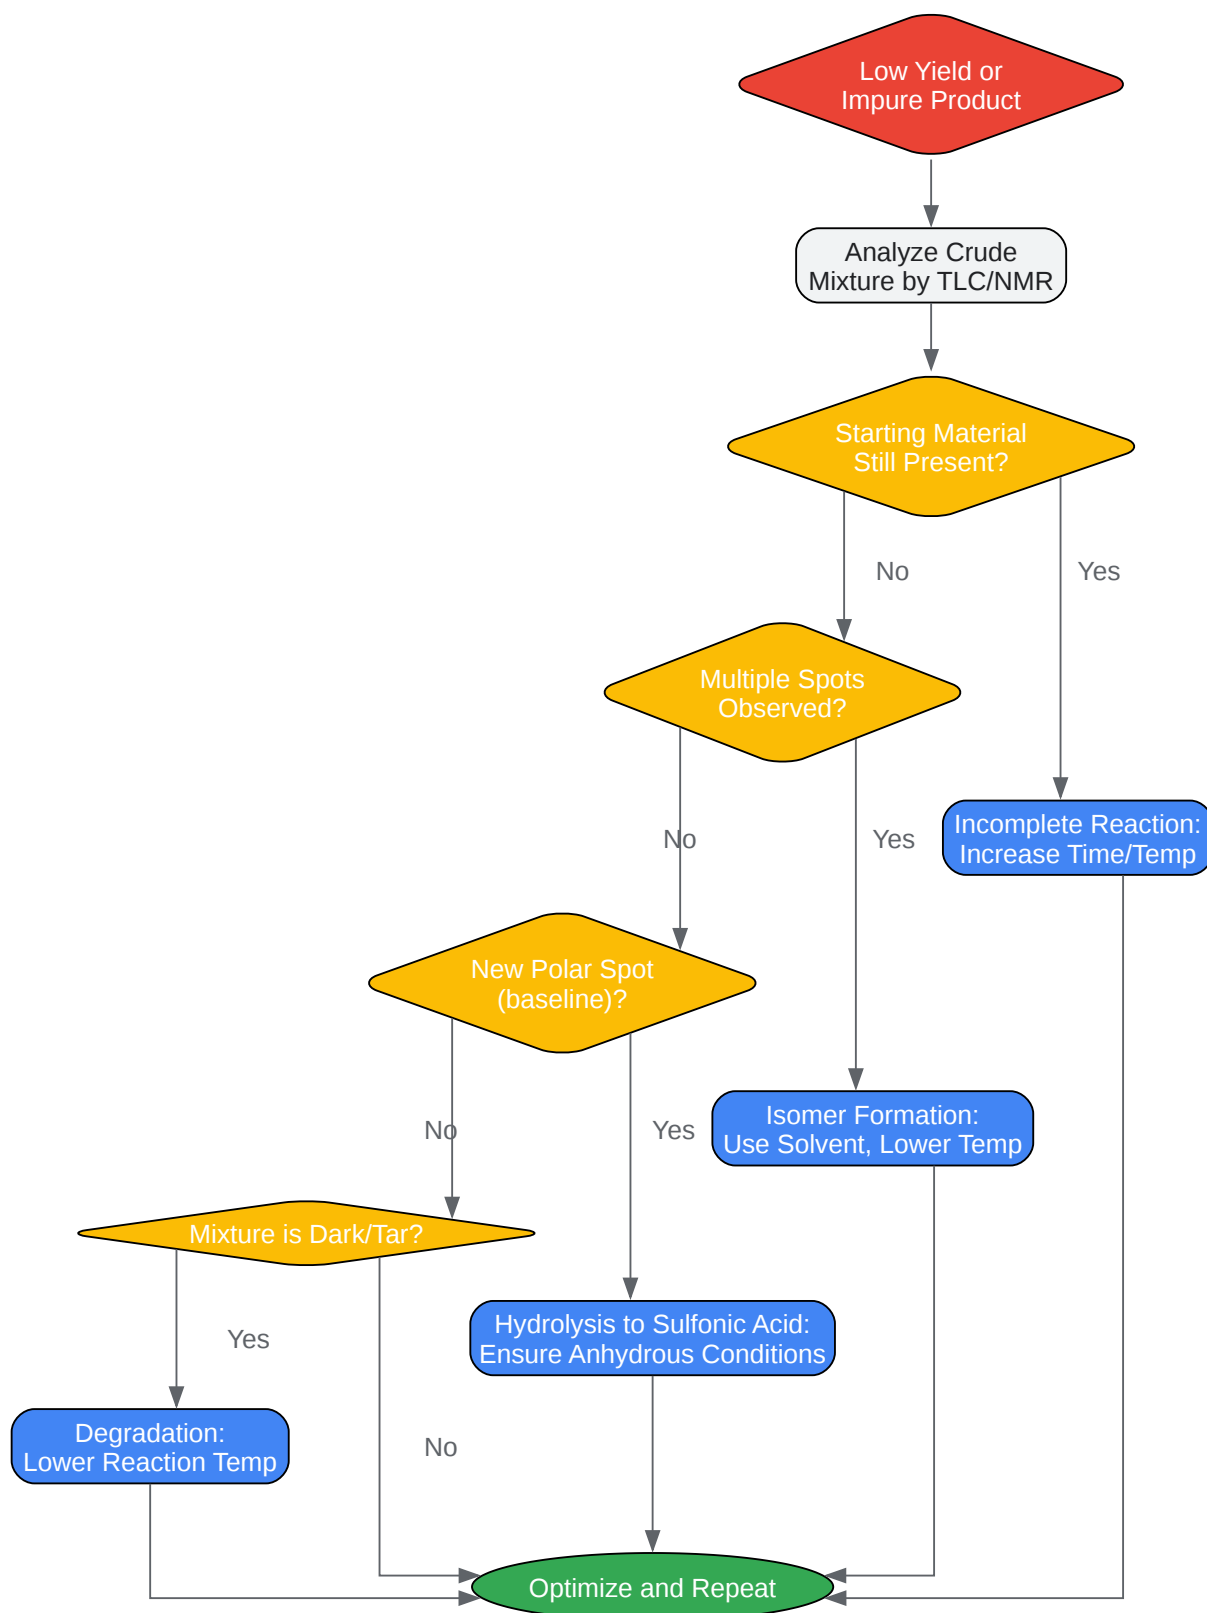 Low Yield or
Impure Product
Analyze Crude
Mixture by TLC/NMR
Starting Material
Still Present?
No
Yes
Multiple Spots
Observed?
No
Yes
Incomplete Reaction:
Increase Time/Temp
New Polar Spot
(baseline)?
No
Yes
Isomer Formation:
Use Solvent, Lower Temp
Mixture is Dark/Tar?
Yes
Hydrolysis to Sulfonic Acid:
Ensure Anhydrous Conditions
Degradation:
Lower Reaction Temp
No
Optimize and Repeat